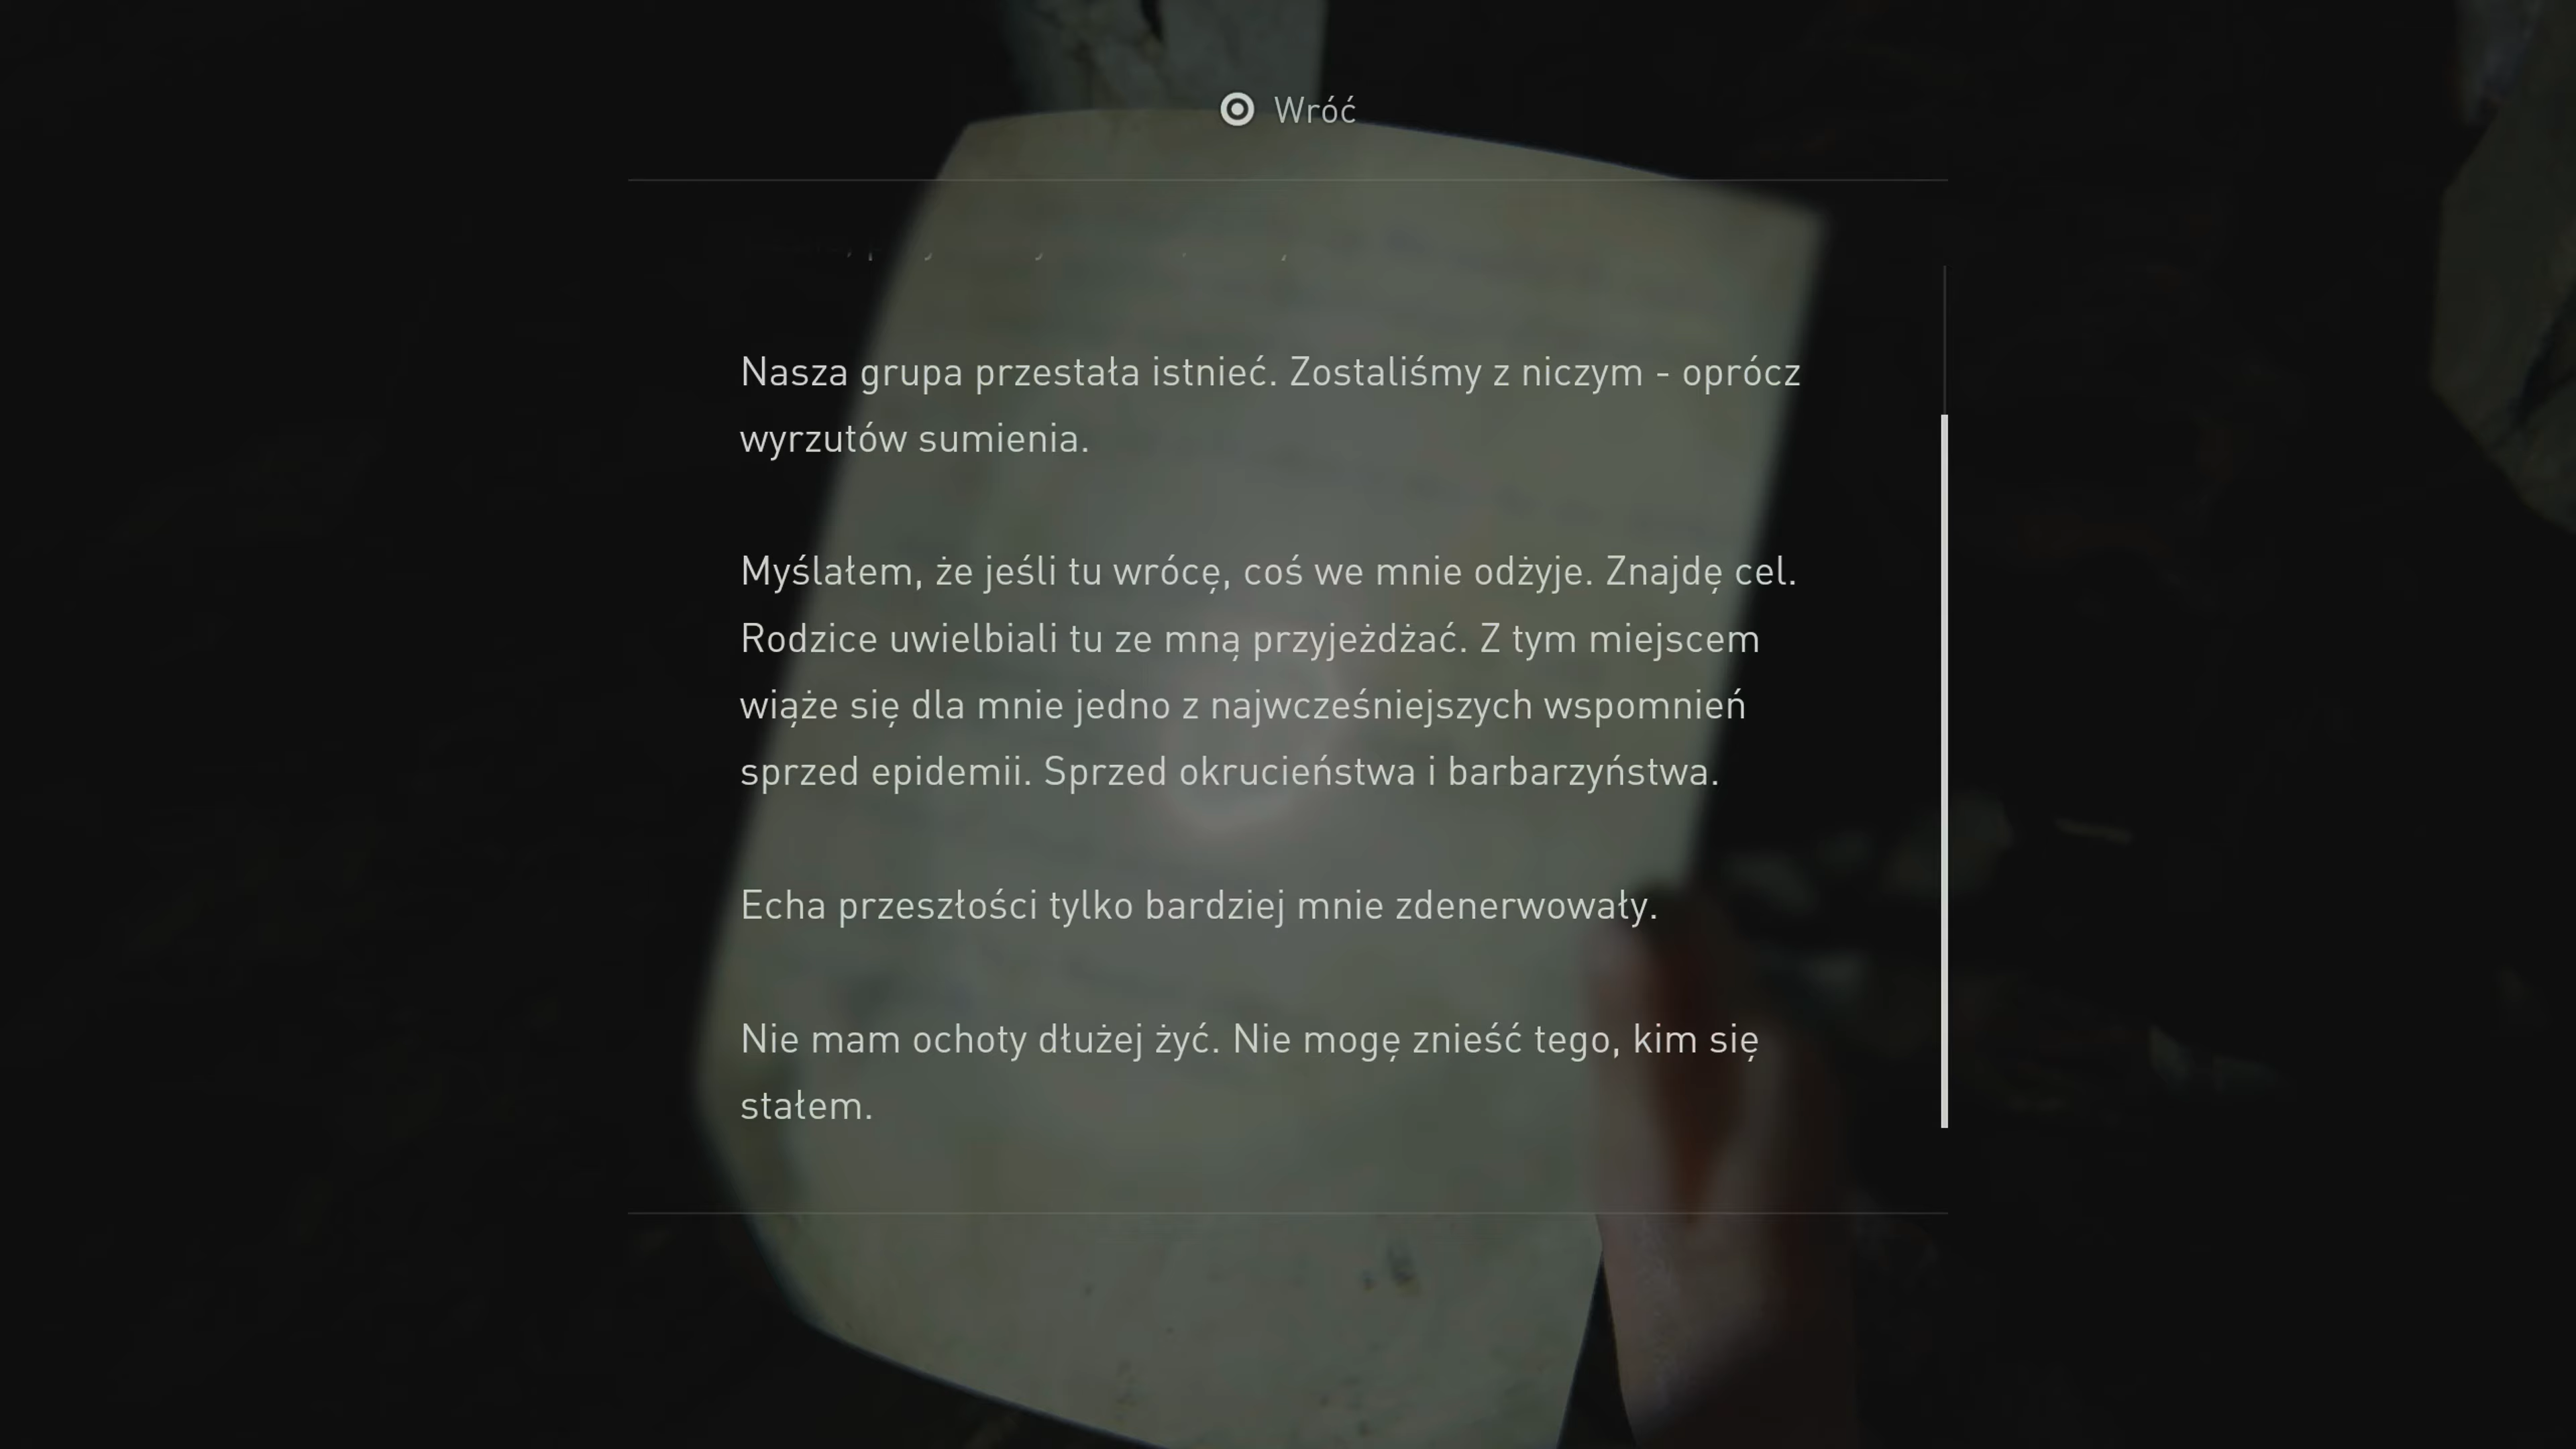 Wróć
Nasza grupa przestała istnieć. Zostaliśmy z niczym - oprócz
wyrzutów sumienia.
Myślałem, że jeśli tu wrócę, coś we mnie odżyje. Znajdę cel.
Rodzice uwielbiali tu ze mną przyjeżdżać. Z tym miejscem
wiąże się dla mnie jedno z najwcześniejszych wspomnień
sprzed epidemii. Sprzed okrucieństwa i barbarzyństwa.
Echa przeszłości tylko bardziej mnie zdenerwowały.
Nie mam ochoty dłużej żyć. Nie mogę znieść tego, kim się
stałem.